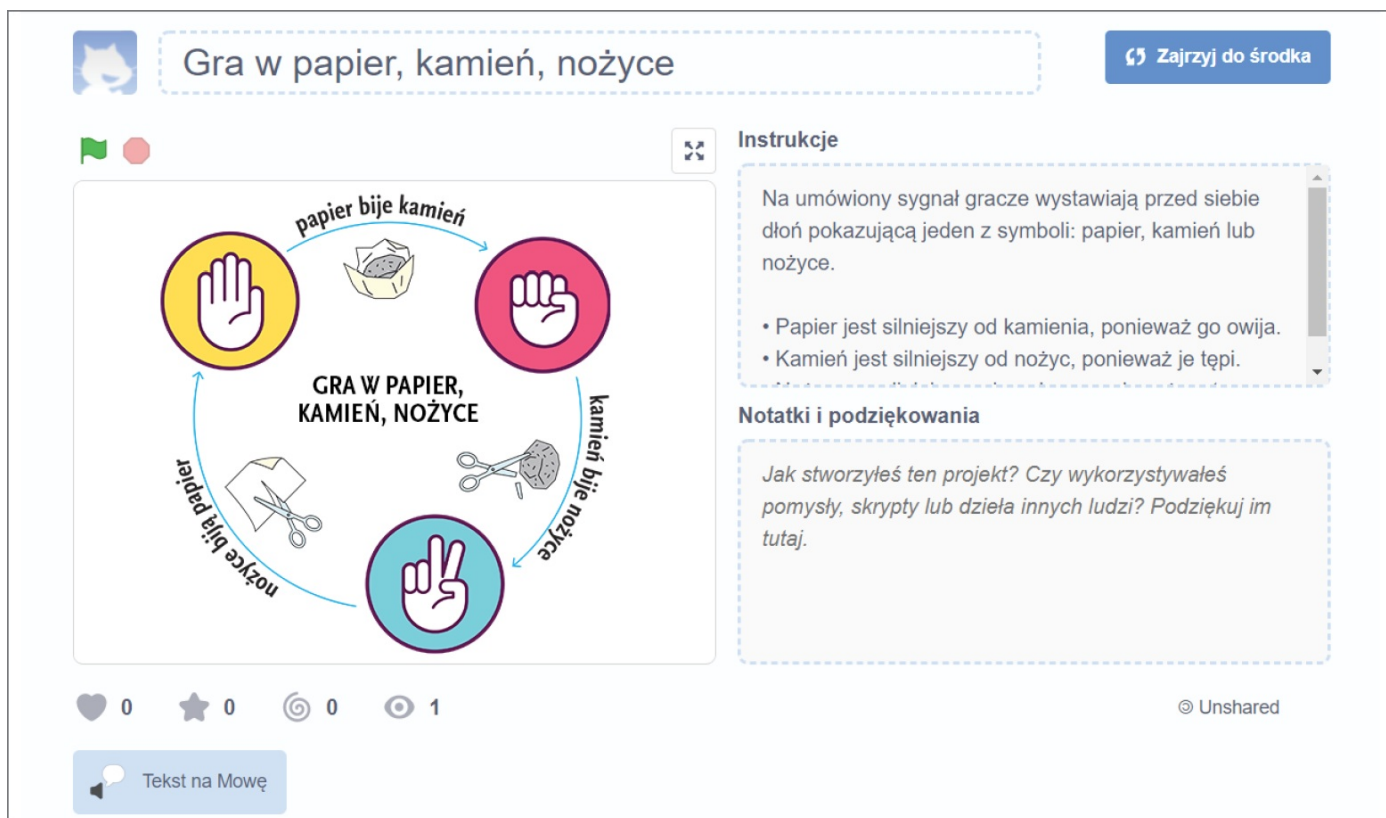 Gra w papier, kamień, nożyce
Zajrzyj do środka
papier bije kamień
GRA W PAPIER,
KAMIEŃ, NOŻYCE
kamień bije nożyce
nożyce biją papier
Instrukcje
Na umówiony sygnał gracze wystawiają przed siebie
dłoń pokazującą jeden z symboli: papier, kamień lub
nożyce.
• Papier jest silniejszy od kamienia, ponieważ go owija.
• Kamień jest silniejszy od nożyc, ponieważ je tępi.
Notatki i podziękowania
Jak stworzyłeś ten projekt? Czy wykorzystywałeś
pomysły, skrypty lub dzieła innych ludzi? Podziękuj im
tutaj.
0 0 0 1
Unshared
Tekst na Mowę